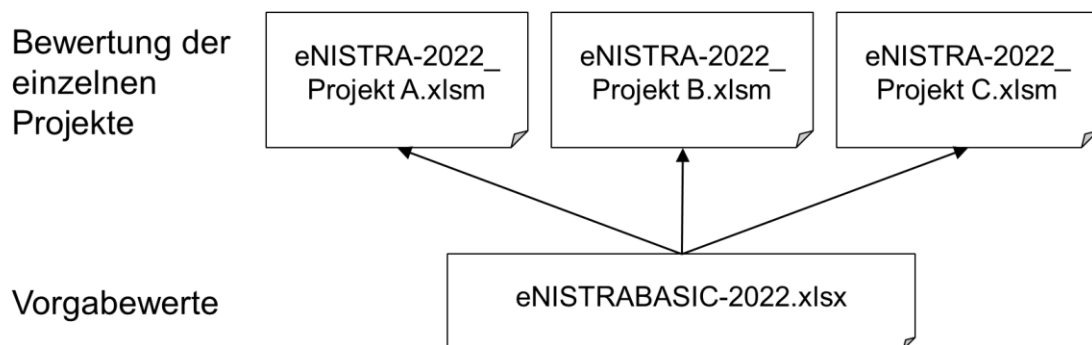 Bewertung der
einzelnen
Projekte
eNISTRA-2022_
Projekt A.xlsm
eNISTRA-2022_
Projekt B.xlsm
eNISTRA-2022_
Projekt C.xlsm
Vorgabewerte
eNISTRABASIC-2022.xlsx